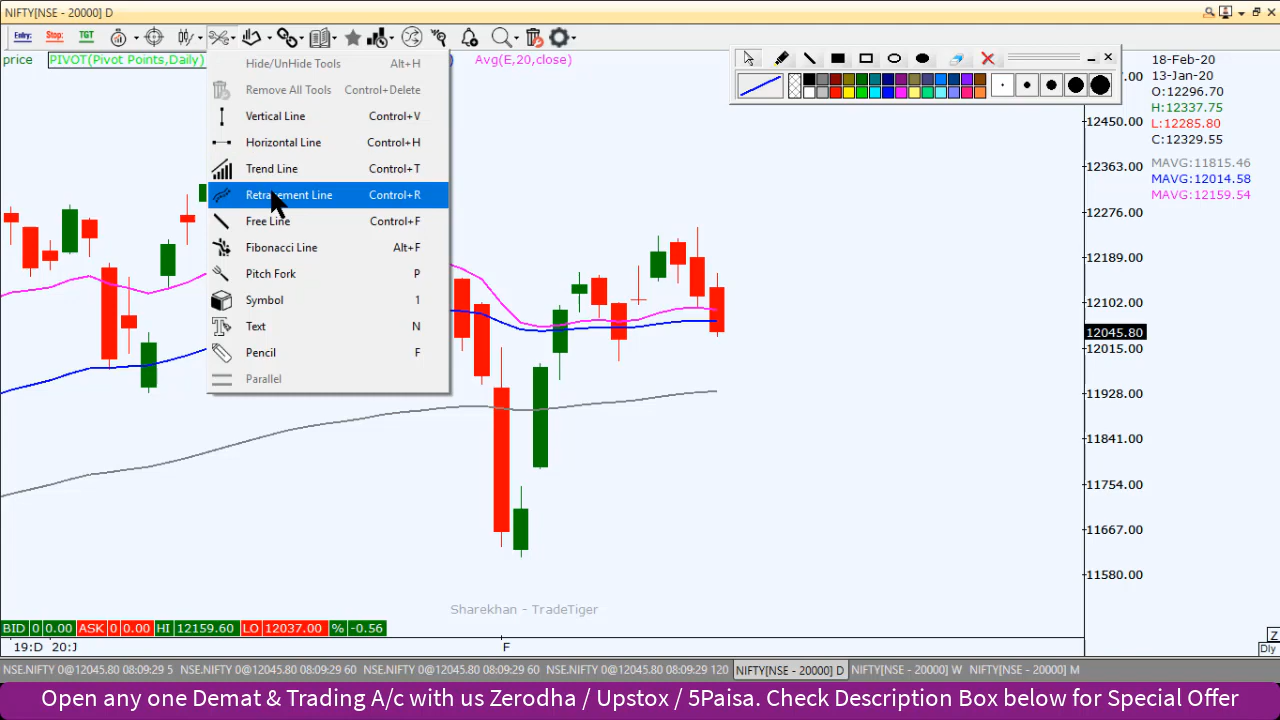 NIFTY[NSE - 20000] D
Entry: Stop: TGT
price PIVOT(Pivot Points,Daily) ) Avg(E,20,close)
Hide/UnHide Tools Alt+H
Remove All Tools Control+Delete
Vertical Line Control+V
Horizontal Line Control+H
Trend Line Control+T
Retracement Line Control+R
Free Line Control+F
Fibonacci Line Alt+F
Pitch Fork P
Symbol 1
Text N
Pencil F
Parallel
.00
12450.00
12363.00
12276.00
12189.00
12102.00
12045.80
12015.00
11928.00
11841.00
11754.00
11667.00
11580.00
18-Feb-20
13-Jan-20
O:12296.70
H:12337.75
L:12285.80
C:12329.55
MAVG:11815.46
MAVG:12014.58
MAVG:12159.54
Sharekhan - TradeTiger
BID 0 0.00 ASK 0 0.00 HI 12159.60 LO 12037.00 % -0.56
Z
19:D 20:J F Dly
NSE.NIFTY 0@12045.80 08:09:29 5 NSE.NIFTY 0@12045.80 08:09:29 60 NSE.NIFTY 0@12045.80 08:09:29 60 NSE.NIFTY 0@12045.80 08:09:29 120 NIFTY[NSE - 20000] D NIFTY[NSE - 20000] W NIFTY[NSE - 20000] M
Open any one Demat & Trading A/c with us Zerodha / Upstox / 5Paisa. Check Description Box below for Special Offer